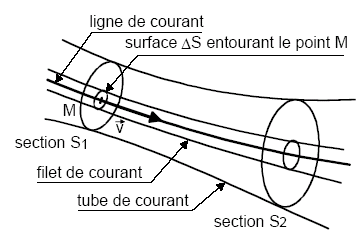 ligne de courant
surface ΔS entourant le point M
M
v
section S1
filet de courant
tube de courant
section S2